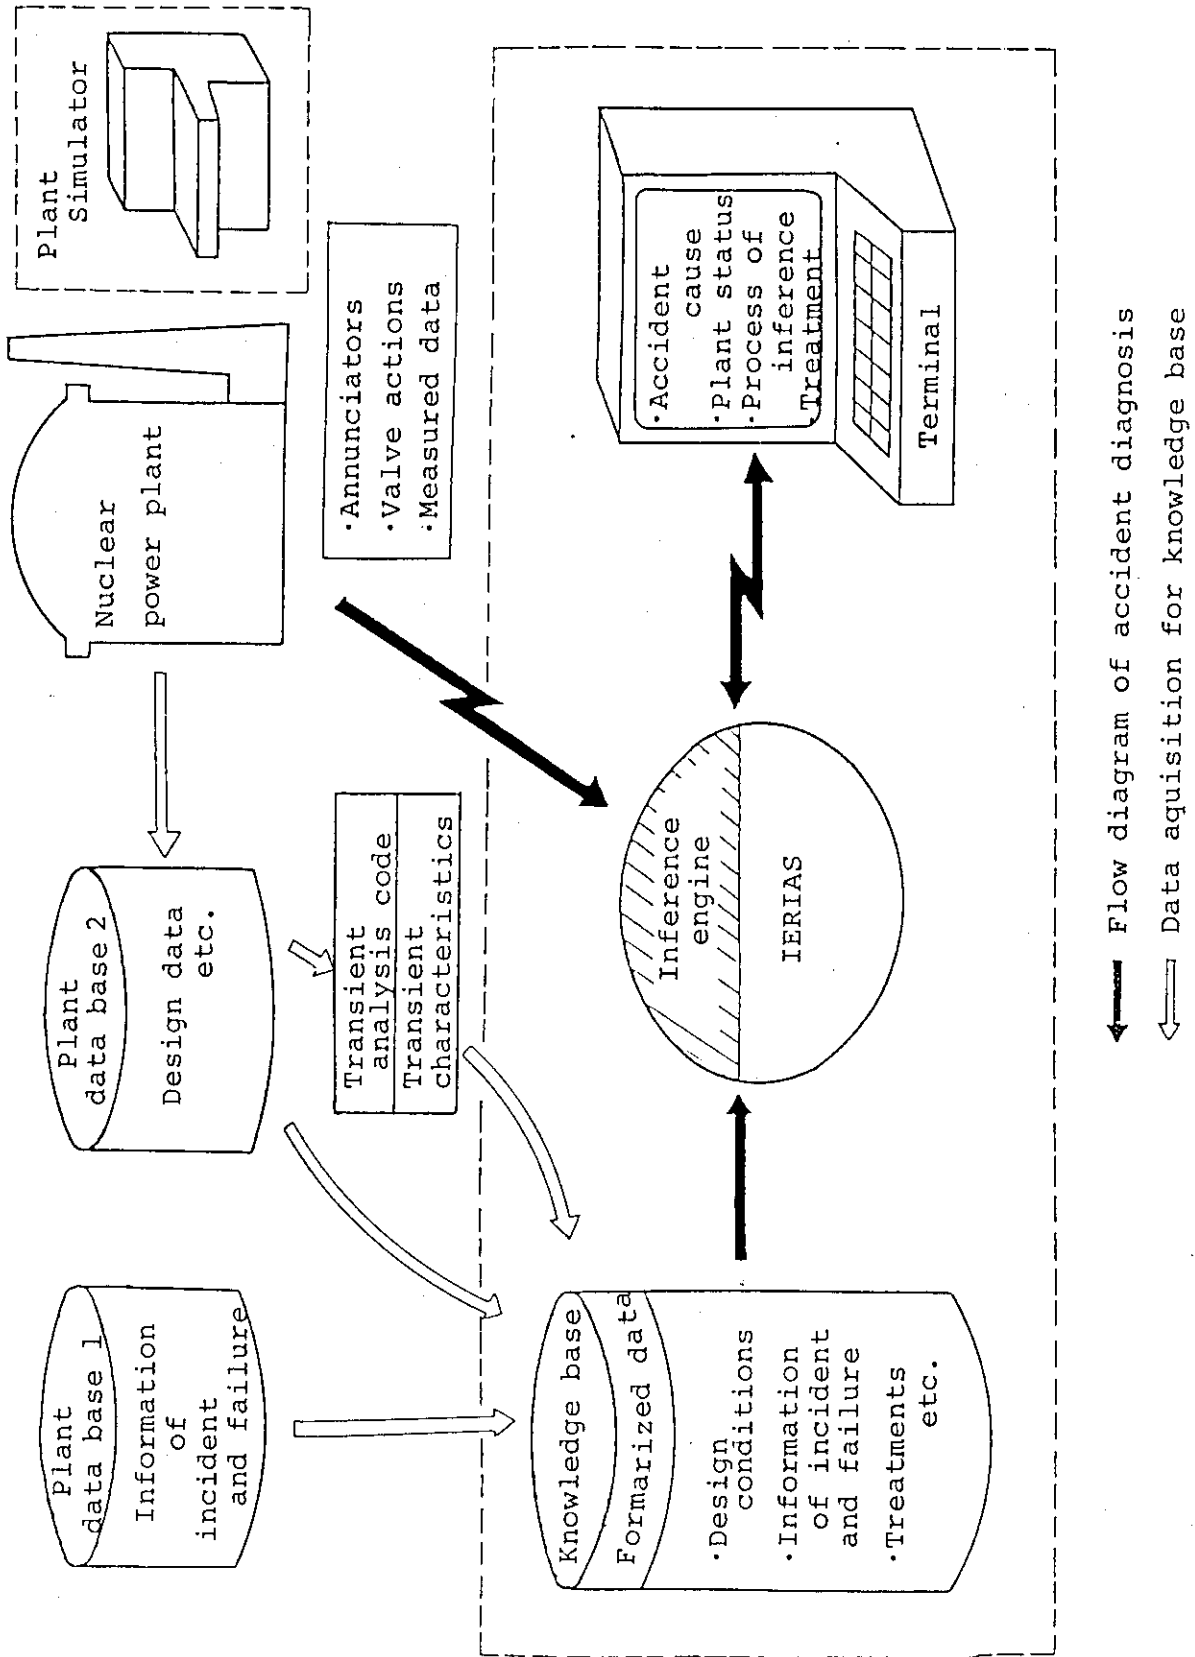 Plant
data base 1
Information
of
incident
and failure
Plant
data base 2
Design data
etc.
Nuclear
power plant
Plant
Simulator
Transient
analysis code
Transient
characteristics
·Annunciators
·Valve actions
·Measured data
Knowledge base
Formarized data
·Design
conditions
·Information
of incident
and failure
·Treatments
etc.
Inference
engine
IERIAS
·Accident
cause
·Plant status
·Process of
inference
·Treatment
Terminal
Flow diagram of accident diagnosis
Data aquisition for knowledge base